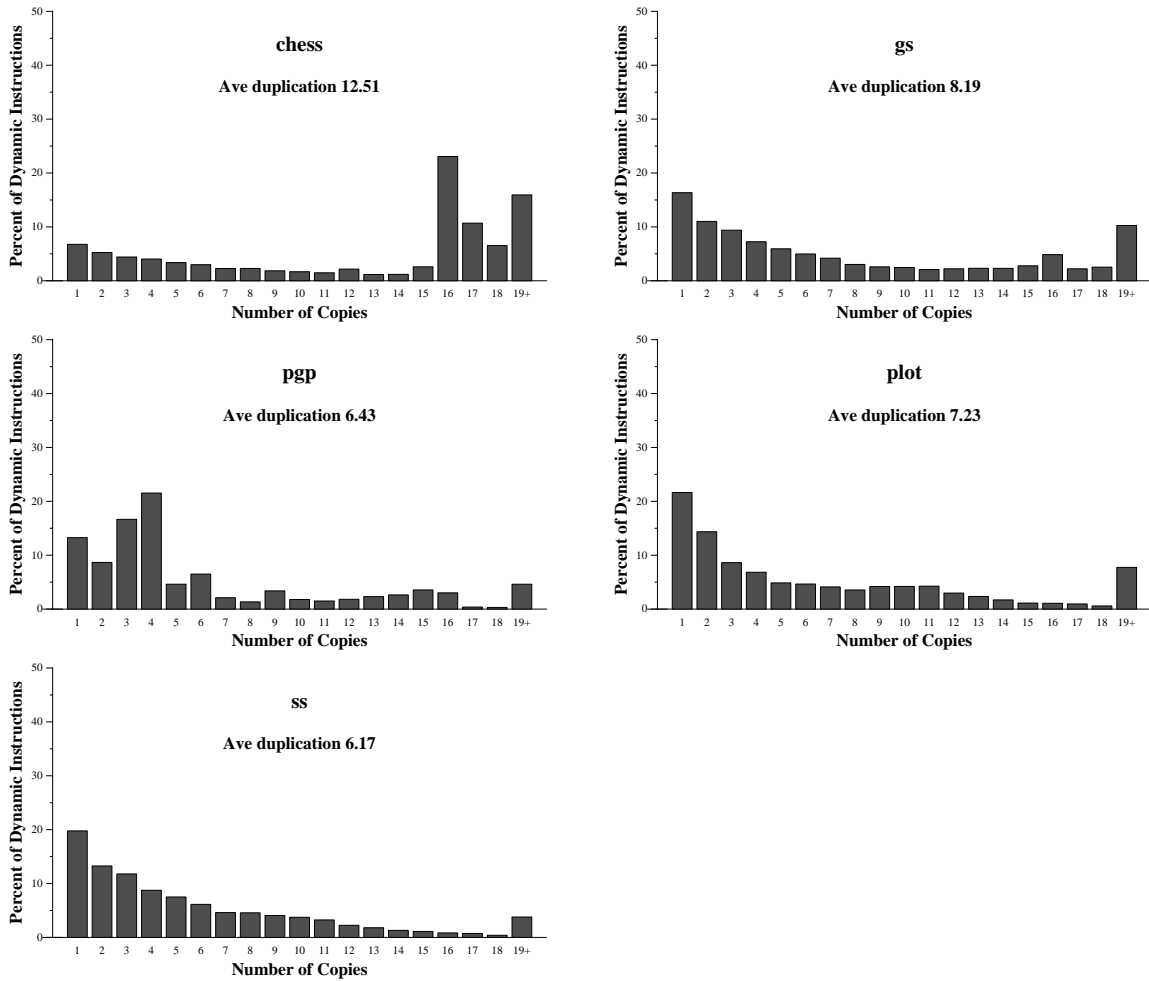 50
40
30
20
10
0
Percent of Dynamic Instructions
chess
Ave duplication 12.51
1 2 3 4 5 6 7 8 9 10 11 12 13 14 15 16 17 18 19+
Number of Copies
50
40
30
20
10
0
Percent of Dynamic Instructions
gs
Ave duplication 8.19
1 2 3 4 5 6 7 8 9 10 11 12 13 14 15 16 17 18 19+
Number of Copies
50
40
30
20
10
0
Percent of Dynamic Instructions
pgp
Ave duplication 6.43
1 2 3 4 5 6 7 8 9 10 11 12 13 14 15 16 17 18 19+
Number of Copies
50
40
30
20
10
0
Percent of Dynamic Instructions
plot
Ave duplication 7.23
1 2 3 4 5 6 7 8 9 10 11 12 13 14 15 16 17 18 19+
Number of Copies
50
40
30
20
10
0
Percent of Dynamic Instructions
ss
Ave duplication 6.17
1 2 3 4 5 6 7 8 9 10 11 12 13 14 15 16 17 18 19+
Number of Copies